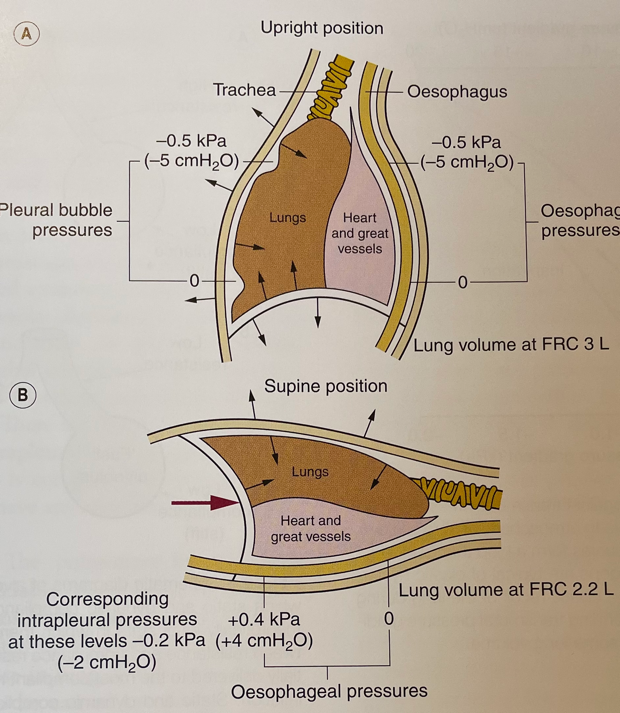 A
Upright position
Trachea
Oesophagus
−0.5 kPa
(−5 cmH₂O)
−0.5 kPa
(−5 cmH₂O)
Pleural bubble
pressures
Lungs
Heart
and great
vessels
Oesophag
pressures
0
0
Lung volume at FRC 3 L
B
Supine position
Lungs
Heart and
great vessels
Lung volume at FRC 2.2 L
Corresponding
intrapleural pressures
at these levels −0.2 kPa
(−2 cmH₂O)
+0.4 kPa
(+4 cmH₂O)
0
Oesophageal pressures